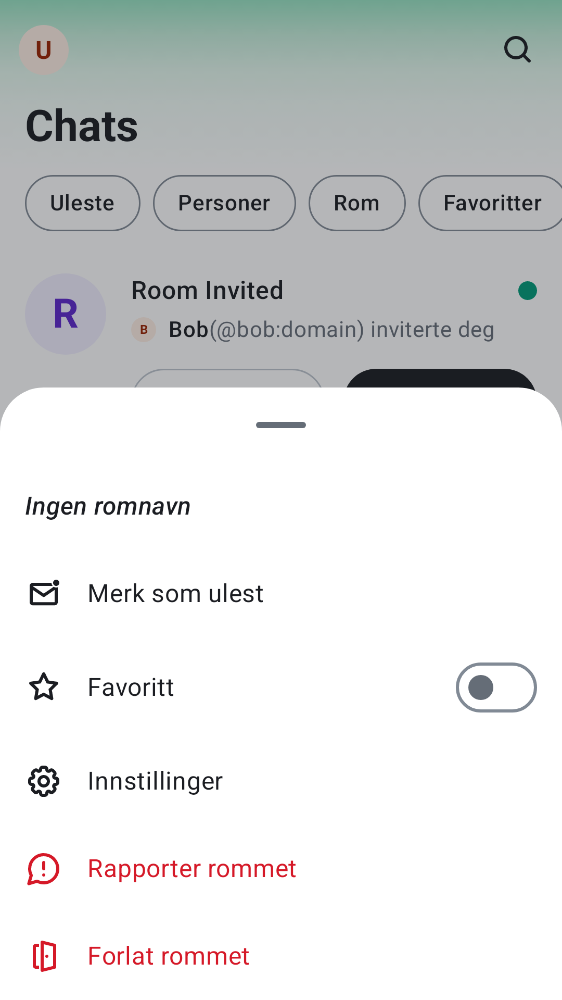 U
Chats
Uleste Personer Rom Favoritter
R
Room Invited
B Bob(@bob:domain) inviterte deg
Ingen romnavn
Merk som ulest
Favoritt
Innstillinger
Rapporter rommet
Forlat rommet